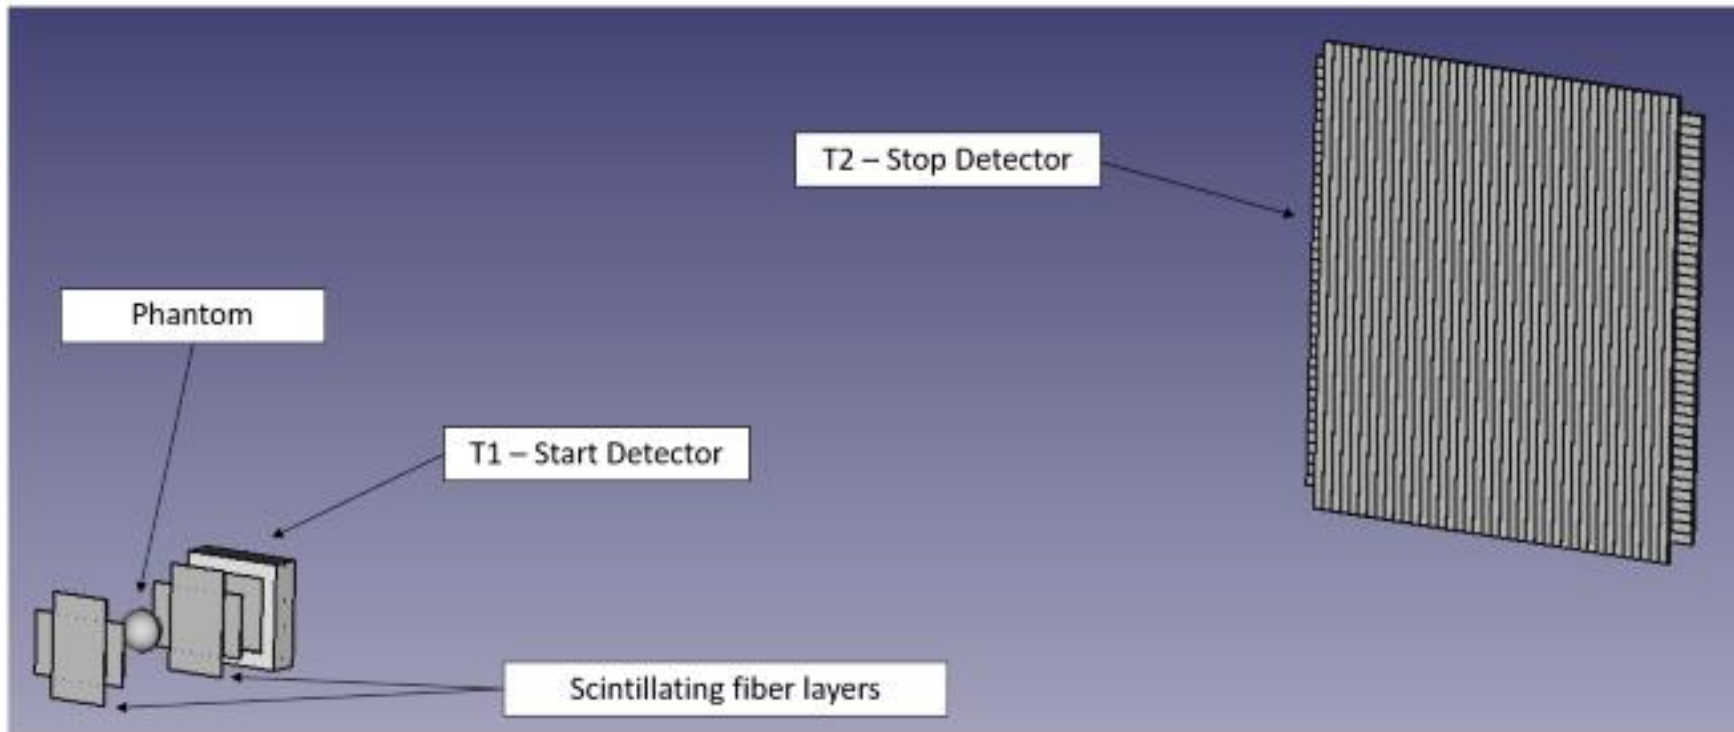 T2 – Stop Detector
Phantom
T1 – Start Detector
Scintillating fiber layers